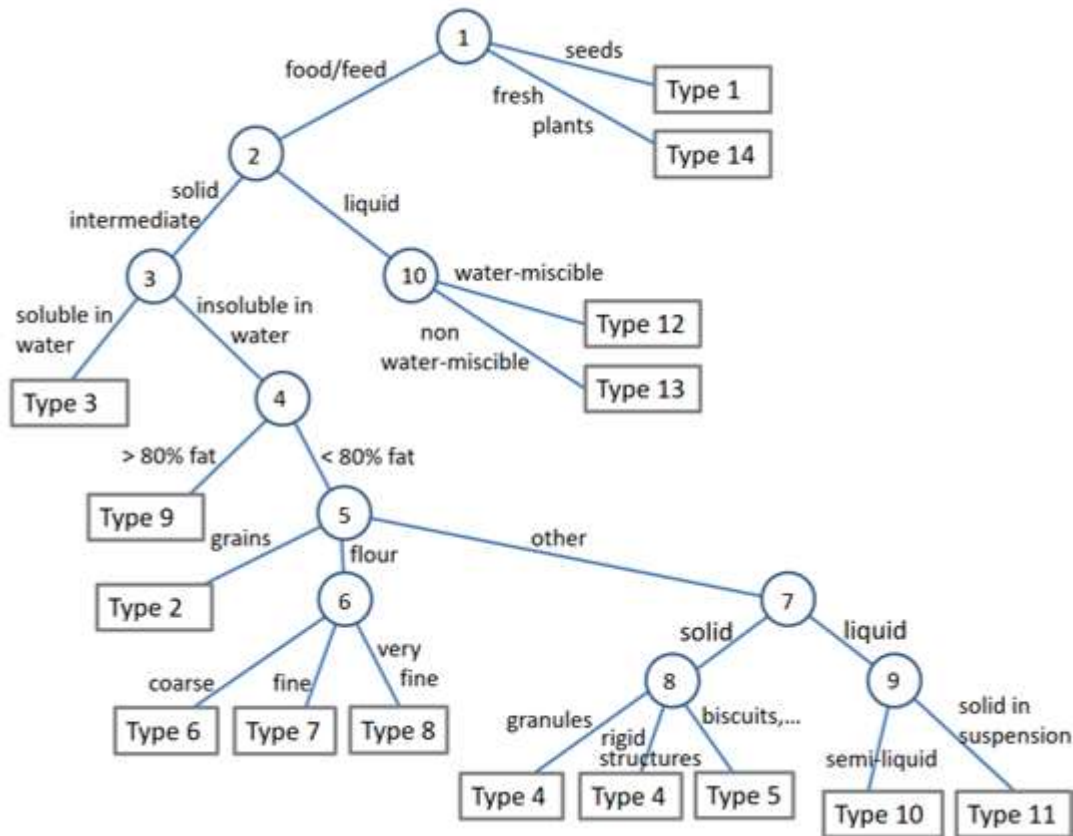 1
seeds
food/feed
Type 1
fresh
plants
Type 14
2
solid
intermediate
liquid
3
10
water-miscible
soluble in
water
insoluble in
water
Type 12
non
water-miscible
Type 13
Type 3
4
> 80% fat
< 80% fat
Type 9
5
grains
flour
other
Type 2
6
7
solid
liquid
very
fine
coarse
fine
8
9
Type 6
Type 7
Type 8
granules
rigid
structures
biscuits,...
solid in
suspension
semi-liquid
Type 4
Type 4
Type 5
Type 10
Type 11